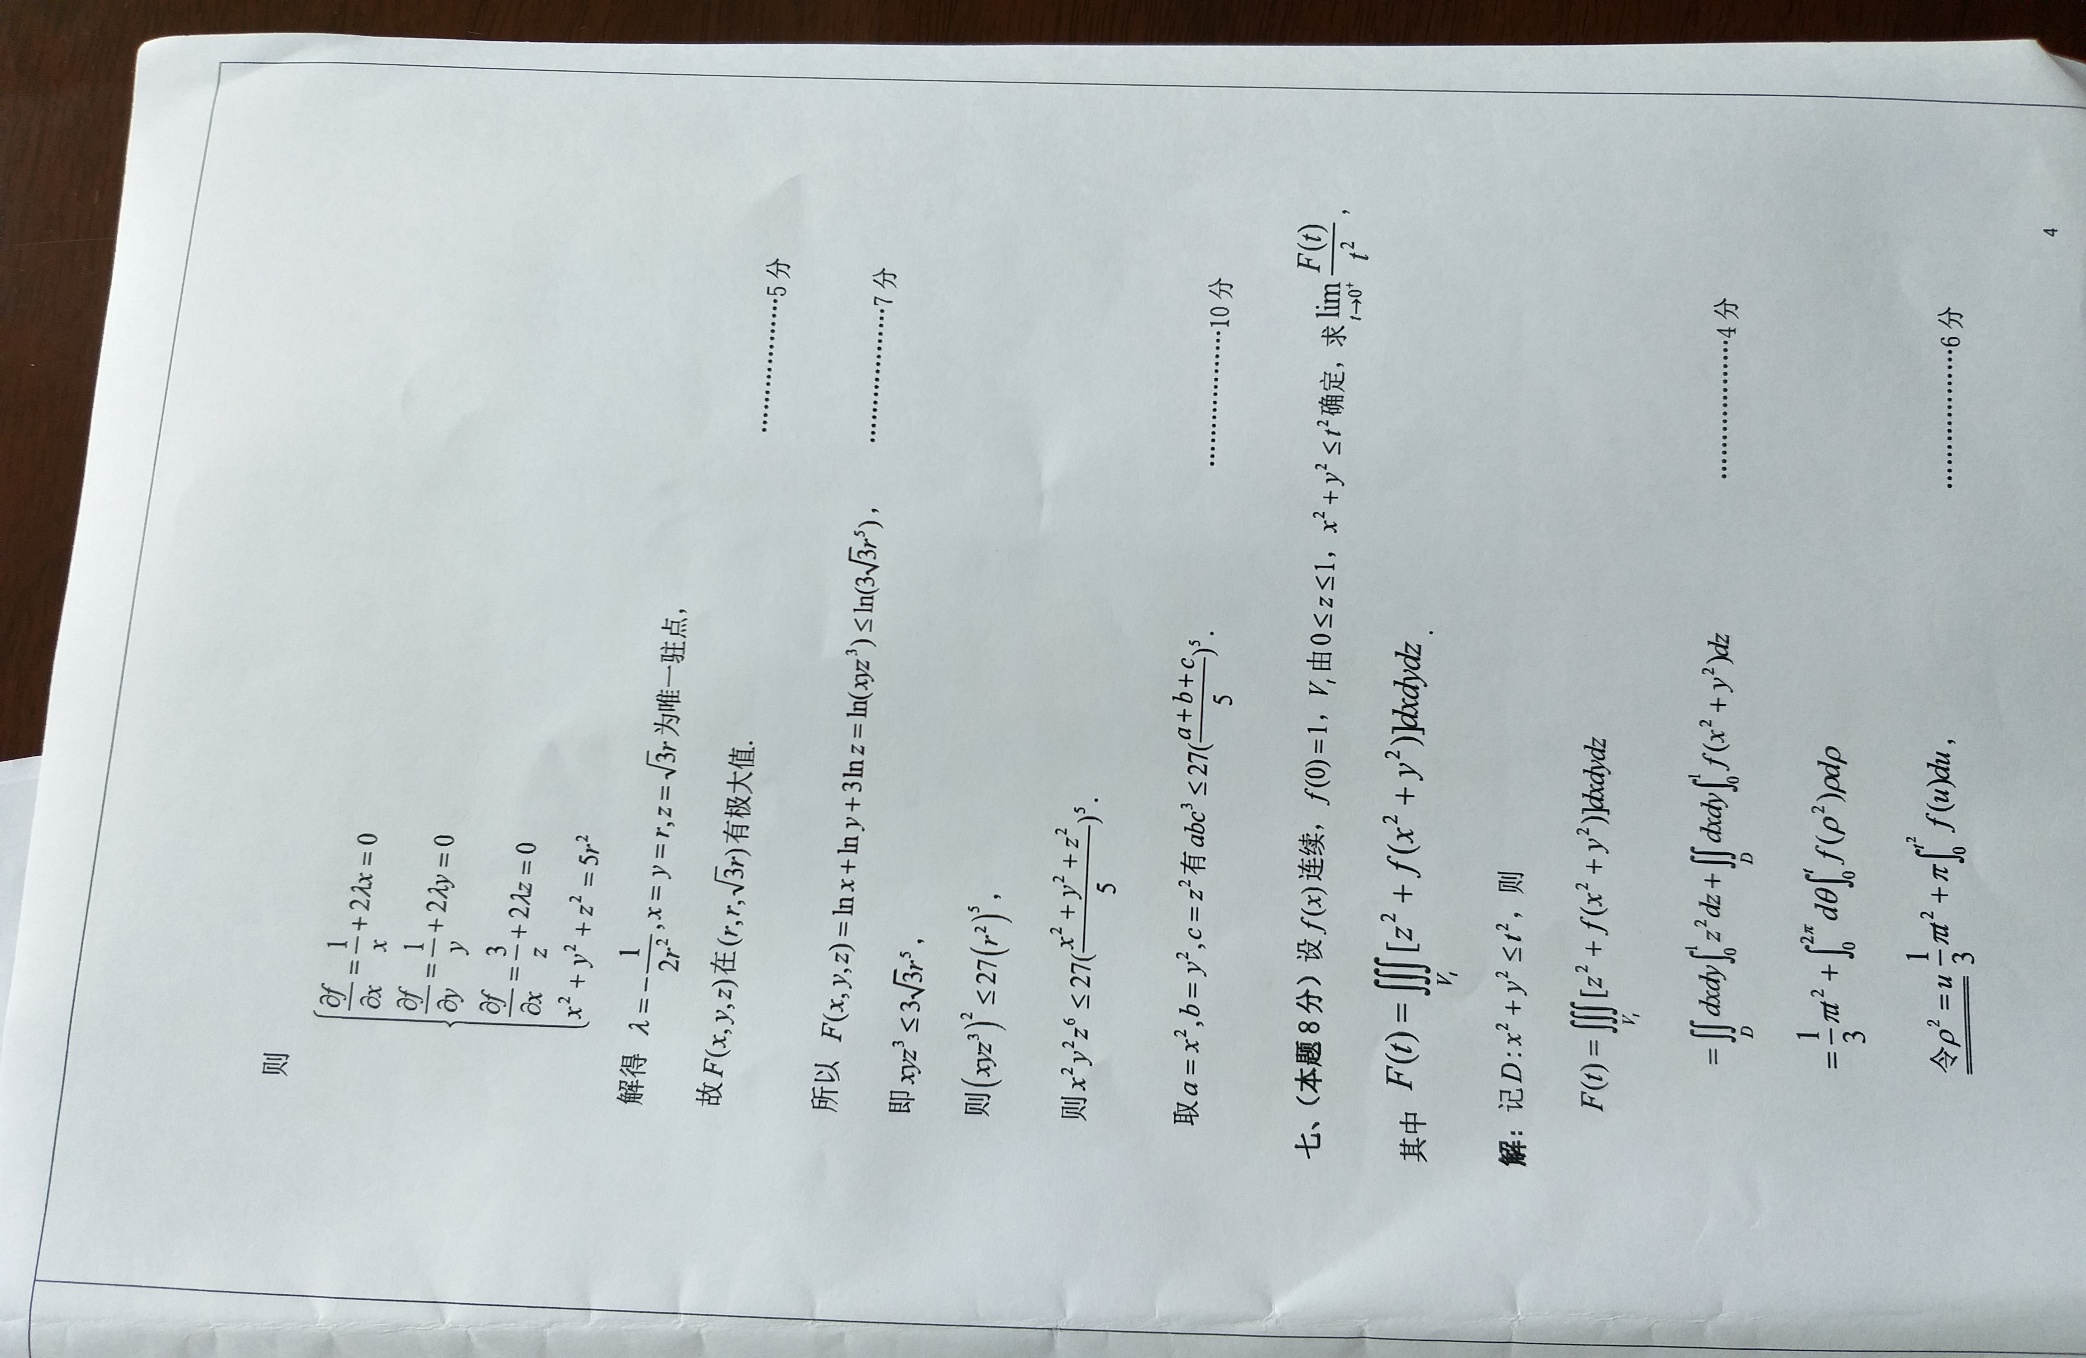 则
∂f/∂x = 1/x + 2λx = 0
∂f/∂y = 1/y + 2λy = 0
∂f/∂x = 3/z + 2λz = 0
x² + y² + z² = 5r²
解得 λ = -1/(2r²), x = y = r, z = √3r 为唯一驻点,
故 F(x,y,z) 在 (r,r,√3r) 有极大值. ……………5 分
所以 F(x,y,z) = ln x + ln y + 3 ln z = ln(xyz³) ≤ ln(3√3r⁵), ……………7 分
即 xyz³ ≤ 3√3r⁵,
则 (xyz³)² ≤ 27(r²)⁵,
则 x²y²z⁶ ≤ 27((x² + y² + z²)/5)⁵.
取 a = x², b = y², c = z² 有 abc³ ≤ 27((a+b+c)/5)⁵. ……………10 分
七、(本题 8 分) 设 f(x) 连续, f(0)=1, V_t 由 0≤z≤1, x²+y²≤t² 确定, 求 lim_{t→0⁺} F(t)/t²,
其中 F(t) = ∭_{V_t} [z² + f(x² + y²)]dxdydz.
解: 记 D: x² + y² ≤ t², 则
F(t) = ∭_{V_t} [z² + f(x² + y²)]dxdydz
= ∬_D dxdy ∫₀¹ z²dz + ∬_D dxdy ∫₀¹ f(x² + y²)dz ……………4 分
= 1/3 πt² + ∫₀^{2π} dθ ∫₀^t f(ρ²)ρdρ
令ρ² = u 1/3 πt² + π∫₀^{t²} f(u)du, ……………6 分
4